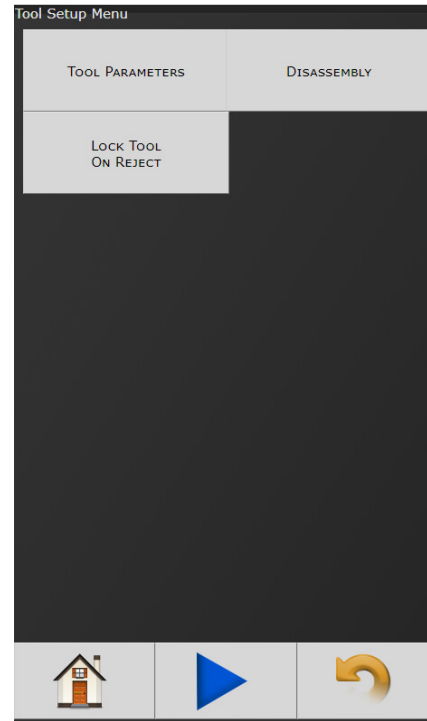 Tool Setup Menu
Tool Parameters
Disassembly
Lock Tool
On Reject